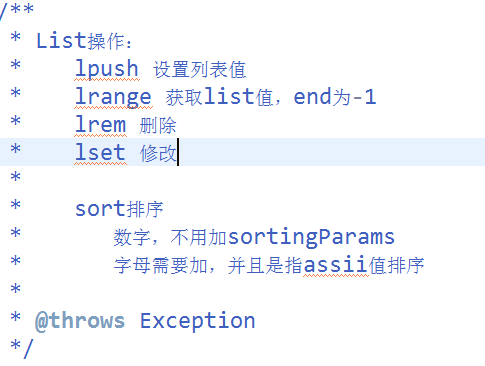 /**
 * List操作：
 *    lpush 设置列表值
 *    lrange 获取list值，end为-1
 *    lrem 删除
 *    lset 修改
 *
 *    sort排序
 *       数字，不用加sortingParams
 *       字母需要加，并且是指assii值排序
 *
 * @throws Exception
 */